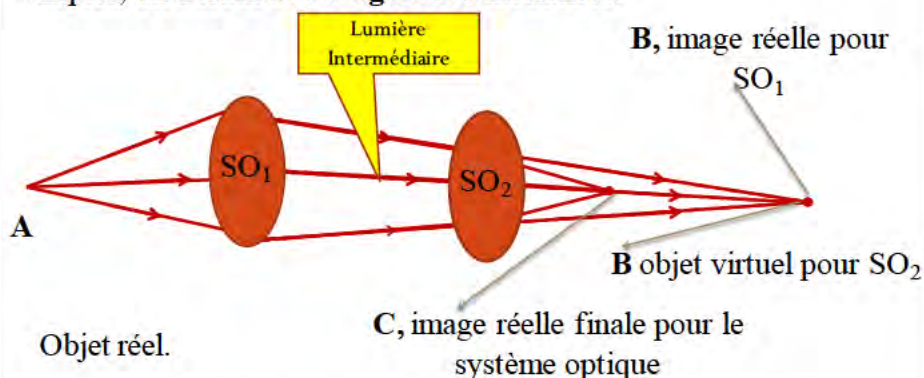 Lumière
Intermédiaire
B, image réelle pour
SO1
SO1
SO2
A
B objet virtuel pour SO2
C, image réelle finale pour le
système optique
Objet réel.